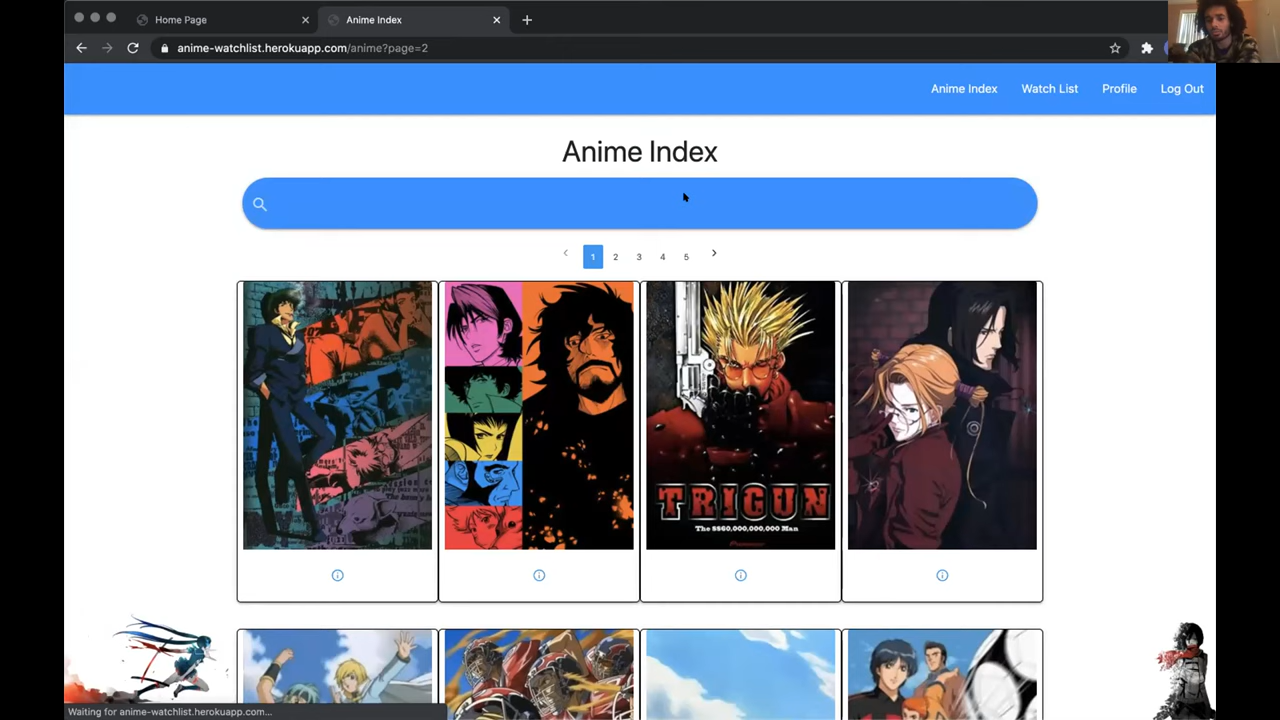 Home Page
Anime Index
anime-watchlist.herokuapp.com/anime?page=2
Anime Index
Watch List
Profile
Log Out
Anime Index
1 2 3 4 5
TRIGUN
The $$60,000,000,000 Man
Waiting for anime-watchlist.herokuapp.com...